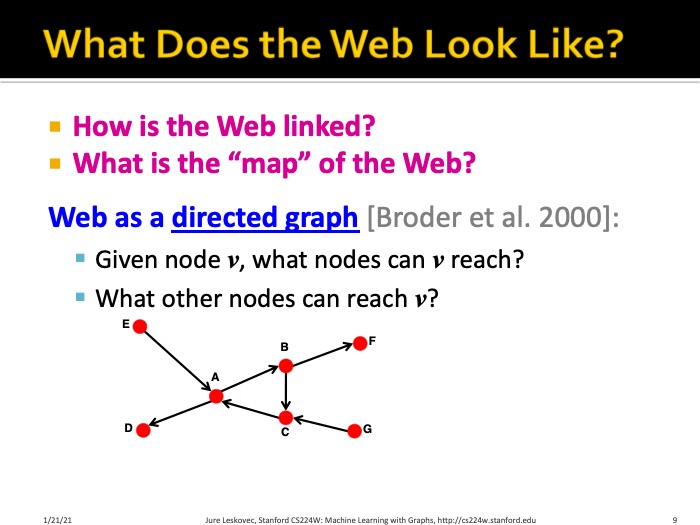 What Does the Web Look Like?
How is the Web linked?
What is the “map” of the Web?
Web as a directed graph [Broder et al. 2000]:
Given node v, what nodes can v reach?
What other nodes can reach v?
E
B
F
A
D
C
G
1/21/21
Jure Leskovec, Stanford CS224W: Machine Learning with Graphs, http://cs224w.stanford.edu
9